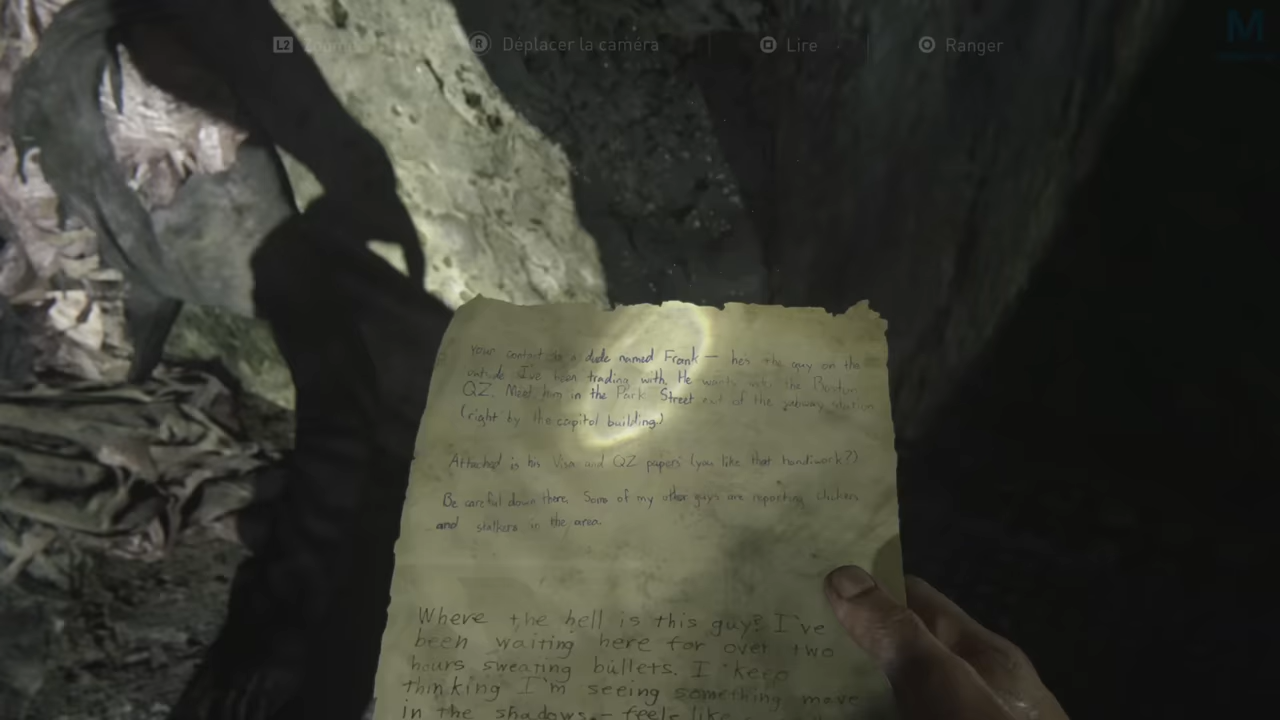 L2 Zoomer R Déplacer la caméra Lire Ranger
M
Your contact is a dude named Frank — he's the guy on the
outside I've been trading with. He wants into the Boston
QZ. Meet him in the Park Street exit of the subway station
(right by the capitol building.)
Attached is his Visa and QZ papers (you like that handiwork?)
Be careful down there. Some of my other guys are reporting clickers
and stalkers in the area.
Where the hell is this guy? I've
been waiting here for over two
hours sweating bullets. I keep
thinking I'm seeing something move
in the shadows — feels like